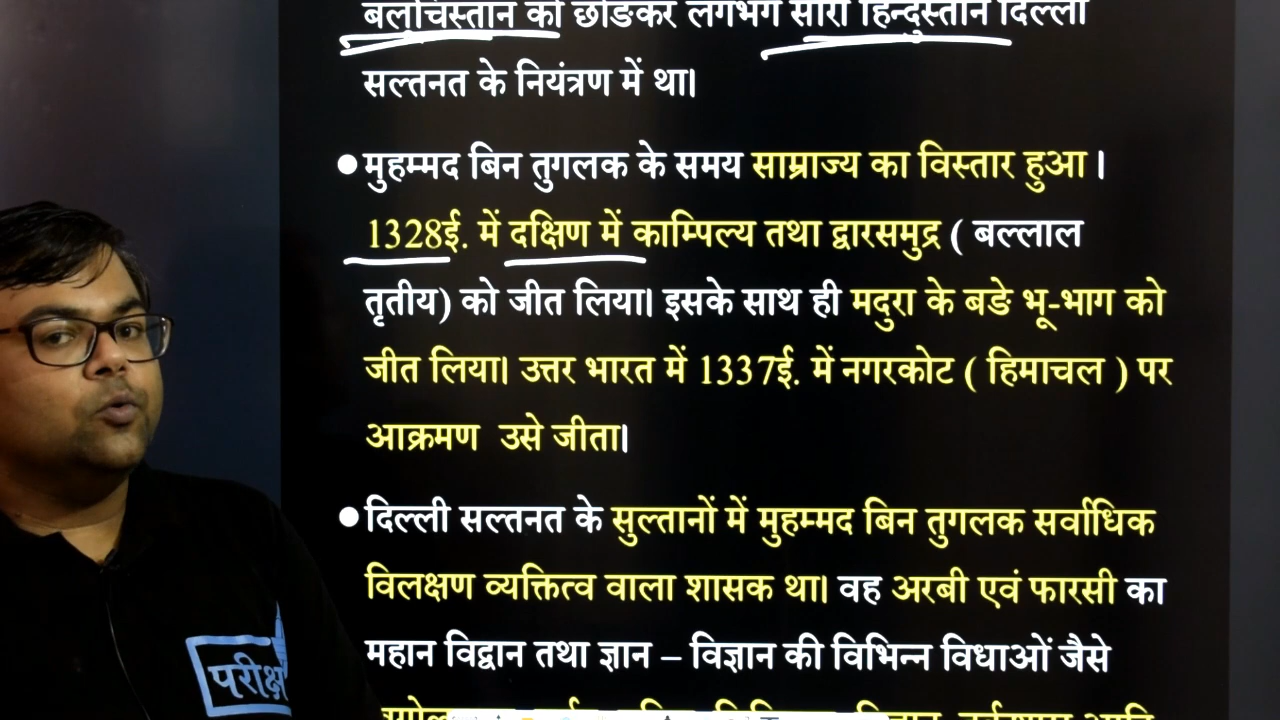 बलूचिस्तान को छोङकर लगभग सारा हिन्दुस्तान दिल्ली
सल्तनत के नियंत्रण में था।
●मुहम्मद बिन तुगलक के समय साम्राज्य का विस्तार हुआ ।
1328ई. में दक्षिण में काम्पिल्य तथा द्वारसमुद्र ( बल्लाल
तृतीय) को जीत लिया। इसके साथ ही मदुरा के बङे भू-भाग को
जीत लिया। उत्तर भारत में 1337ई. में नगरकोट ( हिमाचल ) पर
आक्रमण उसे जीता।
●दिल्ली सल्तनत के सुल्तानों में मुहम्मद बिन तुगलक सर्वाधिक
विलक्षण व्यक्तित्व वाला शासक था। वह अरबी एवं फारसी का
महान विद्वान तथा ज्ञान – विज्ञान की विभिन्न विधाओं जैसे
परीक्ष